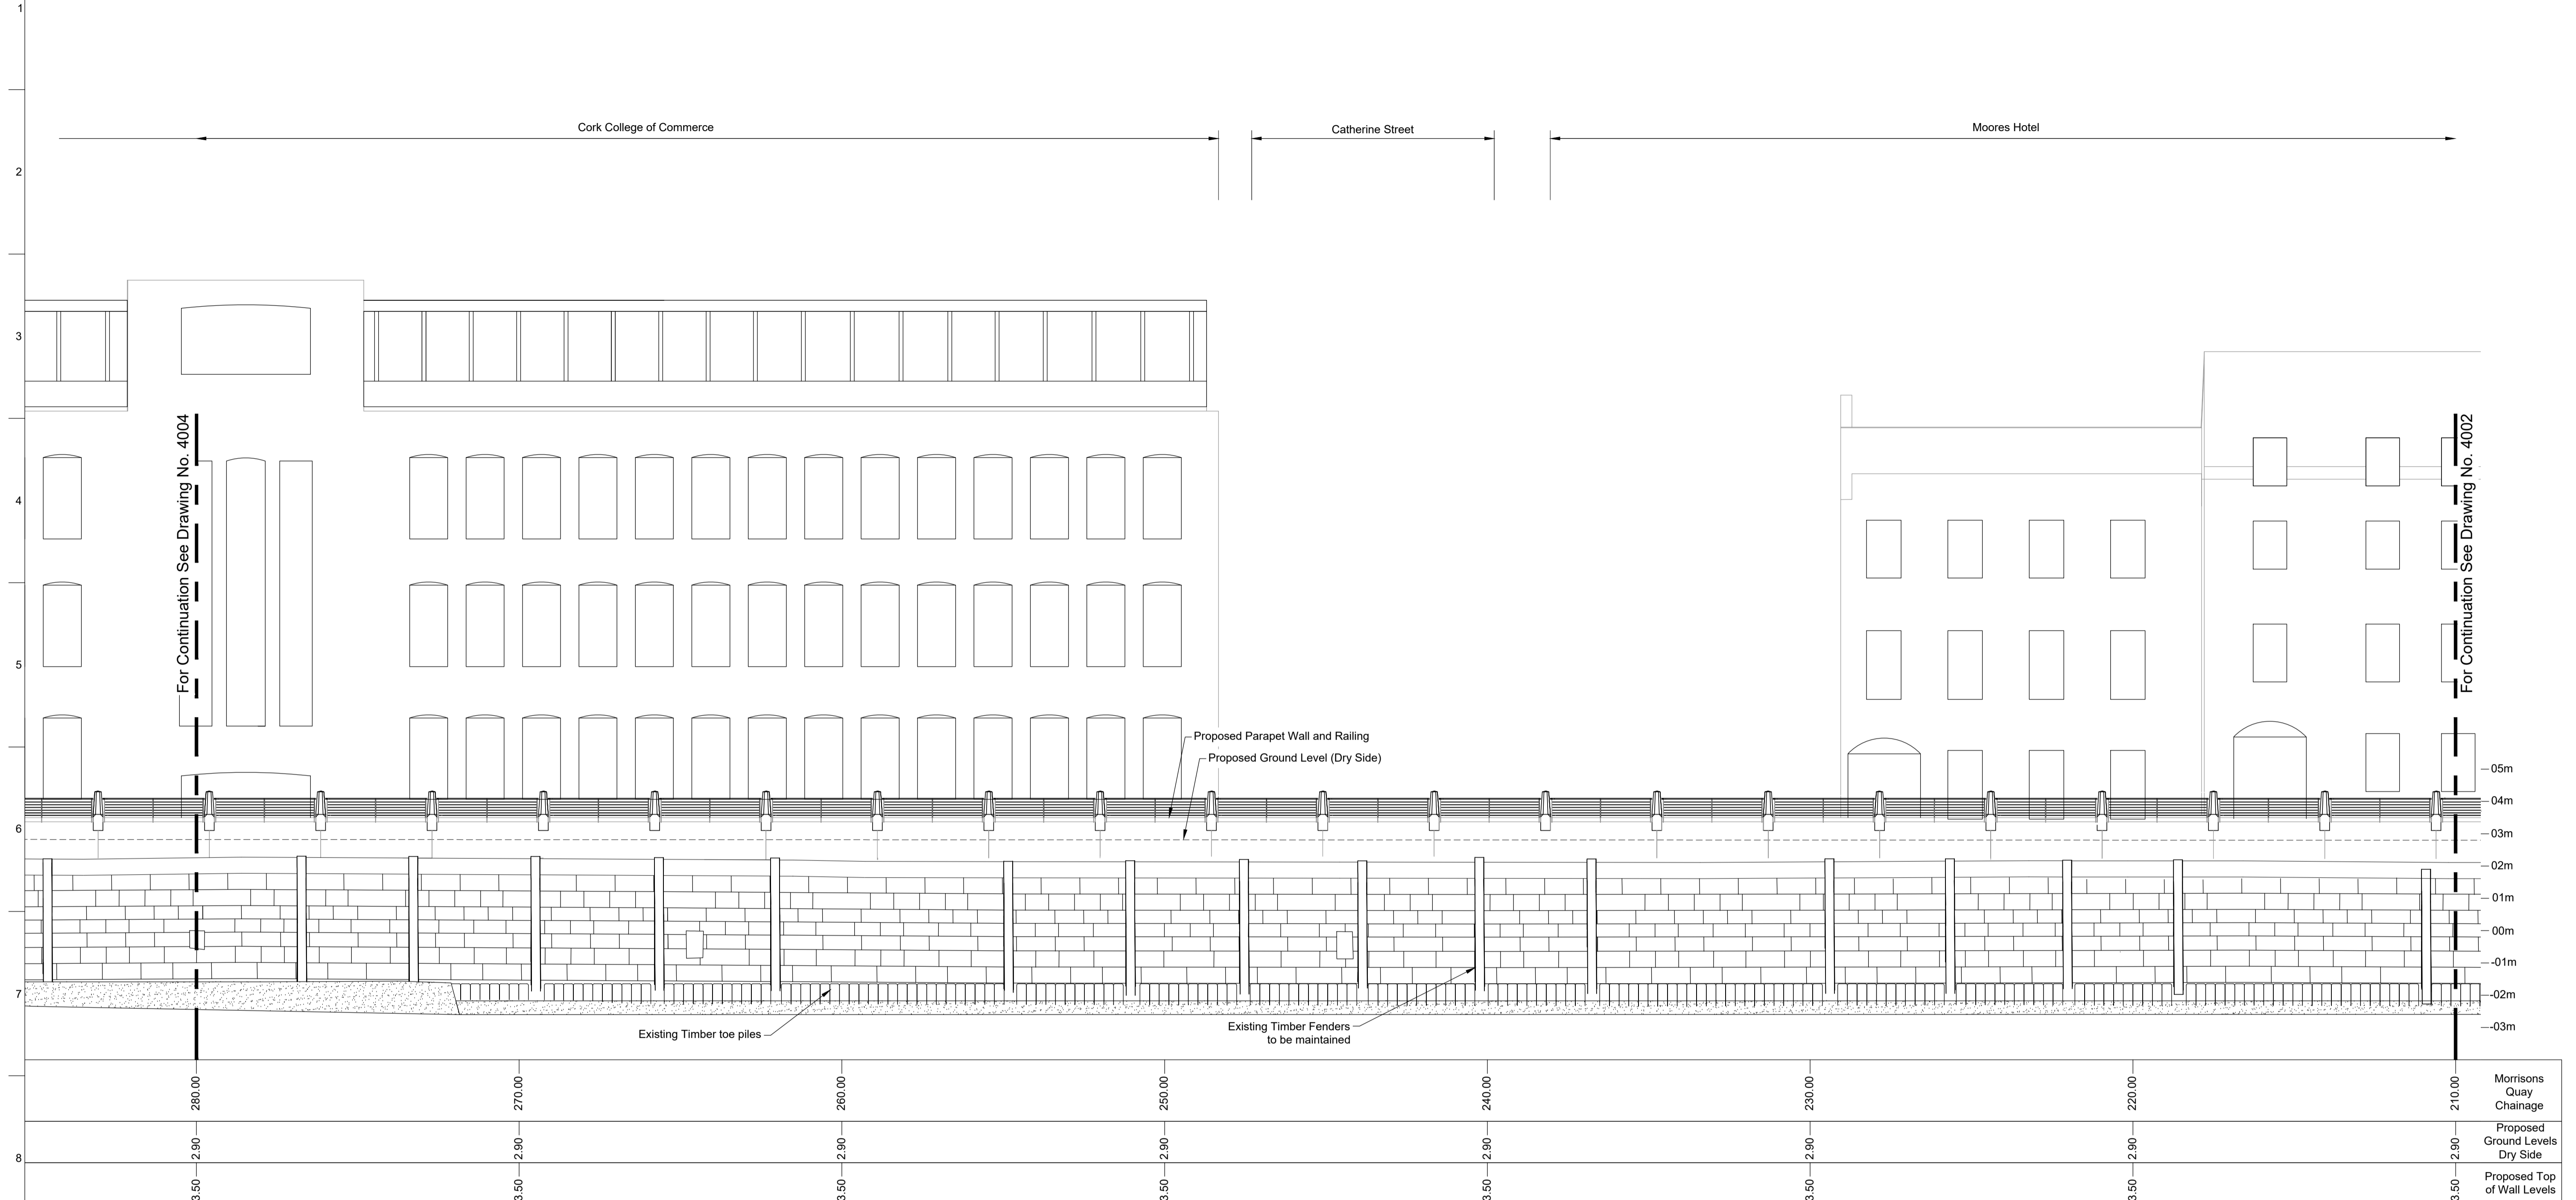 1
Cork College of Commerce
Catherine Street
Moores Hotel
2
3
For Continuation See Drawing No. 4004
For Continuation See Drawing No. 4002
4
5
Proposed Parapet Wall and Railing
Proposed Ground Level (Dry Side)
05m
04m
6
03m
02m
01m
00m
-01m
7
-02m
Existing Timber toe piles
Existing Timber Fenders
to be maintained
-03m
280.00
270.00
260.00
250.00
240.00
230.00
220.00
210.00
Morrisons
Quay
Chainage
2.90
2.90
2.90
2.90
2.90
2.90
2.90
2.90
Proposed
Ground Levels
Dry Side
8
3.50
3.50
3.50
3.50
3.50
3.50
3.50
3.50
Proposed Top
of Wall Levels